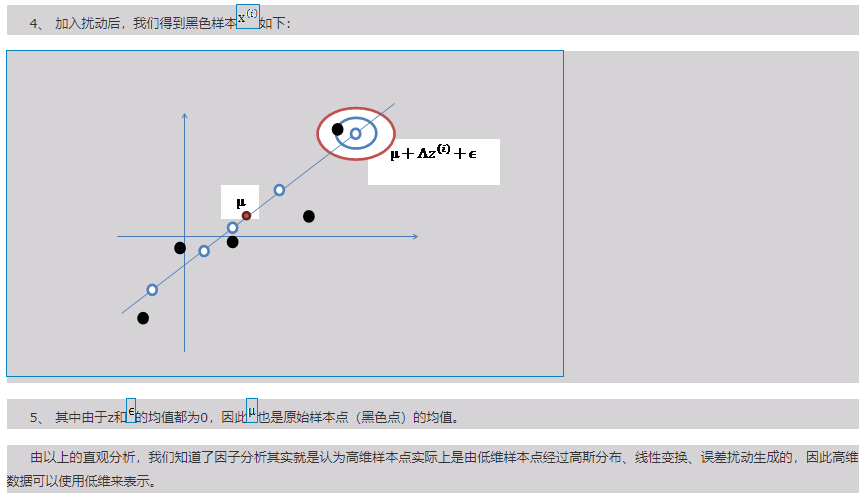 4、 加入扰动后，我们得到黑色样本x⁽ⁱ⁾如下：
μ + Λz⁽ⁱ⁾ + ϵ
μ
5、 其中由于z和ϵ的均值都为0，因此μ也是原始样本点（黑色点）的均值。
由以上的直观分析，我们知道了因子分析其实就是认为高维样本点实际上是由低维样本点经过高斯分布、线性变换、误差扰动生成的，因此高维
数据可以使用低维来表示。